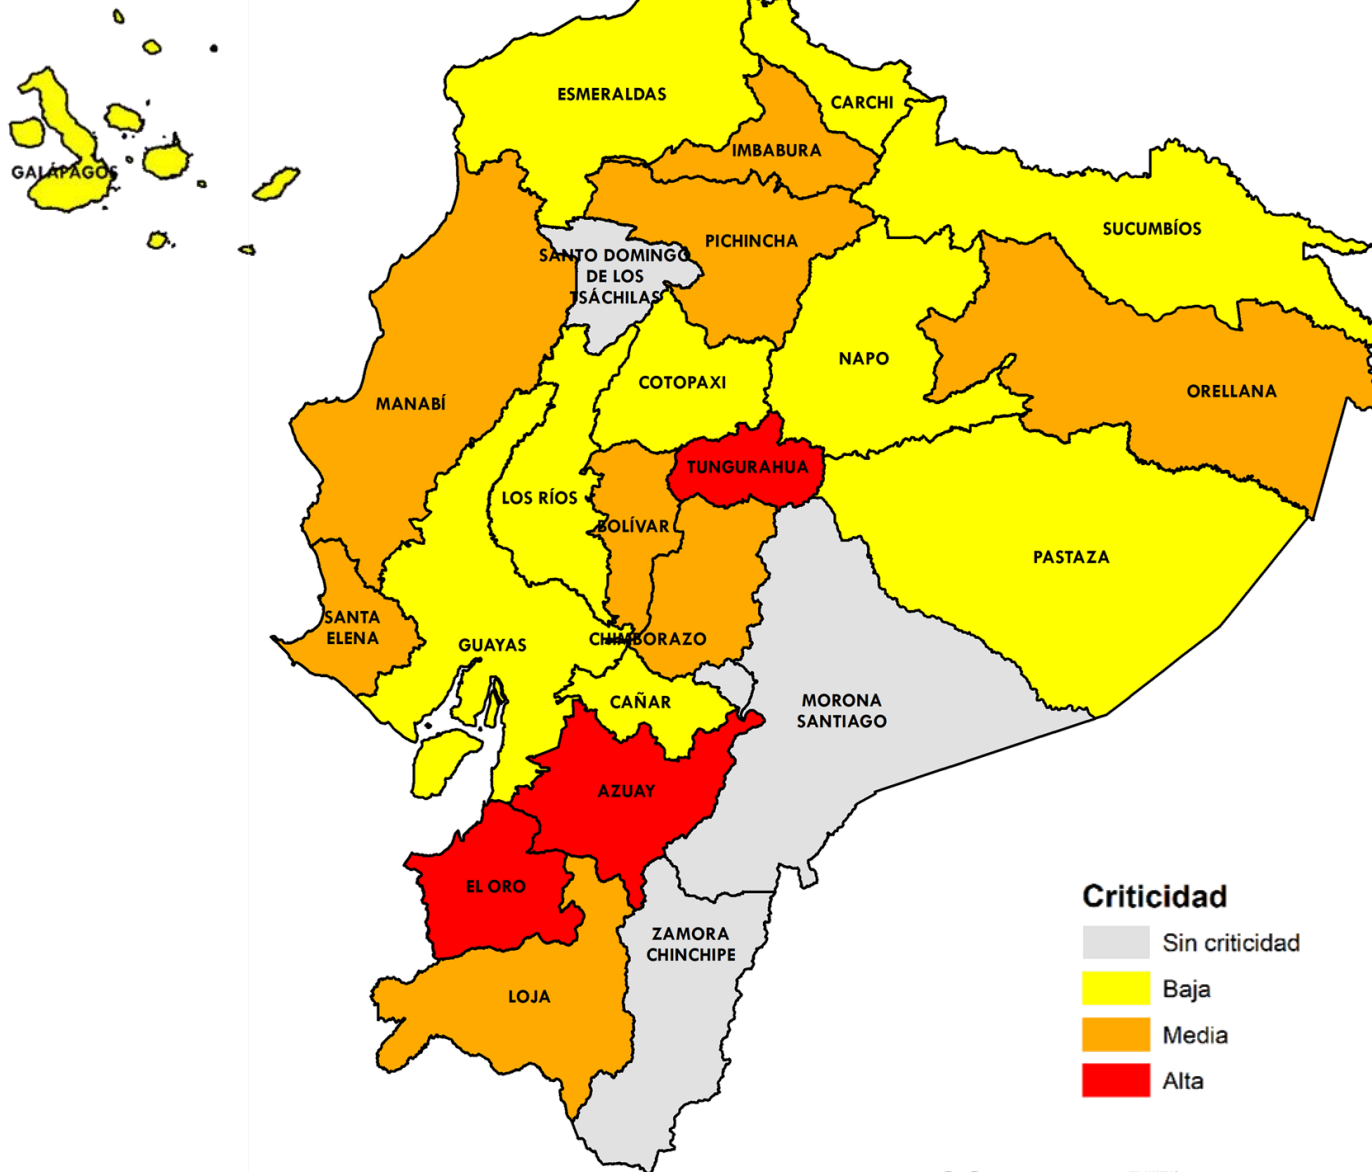 ESMERALDAS
CARCHI
IMBABURA
GALÁPAGOS
SUCUMBÍOS
PICHINCHA
SANTO DOMINGO
DE LOS
TSÁCHILAS
NAPO
COTOPAXI
ORELLANA
MANABÍ
TUNGURAHUA
LOS RÍOS
BOLÍVAR
PASTAZA
SANTA
ELENA
CHIMBORAZO
GUAYAS
CAÑAR
MORONA
SANTIAGO
AZUAY
EL ORO
ZAMORA
CHINCHIPE
LOJA
Criticidad
Sin criticidad
Baja
Media
Alta